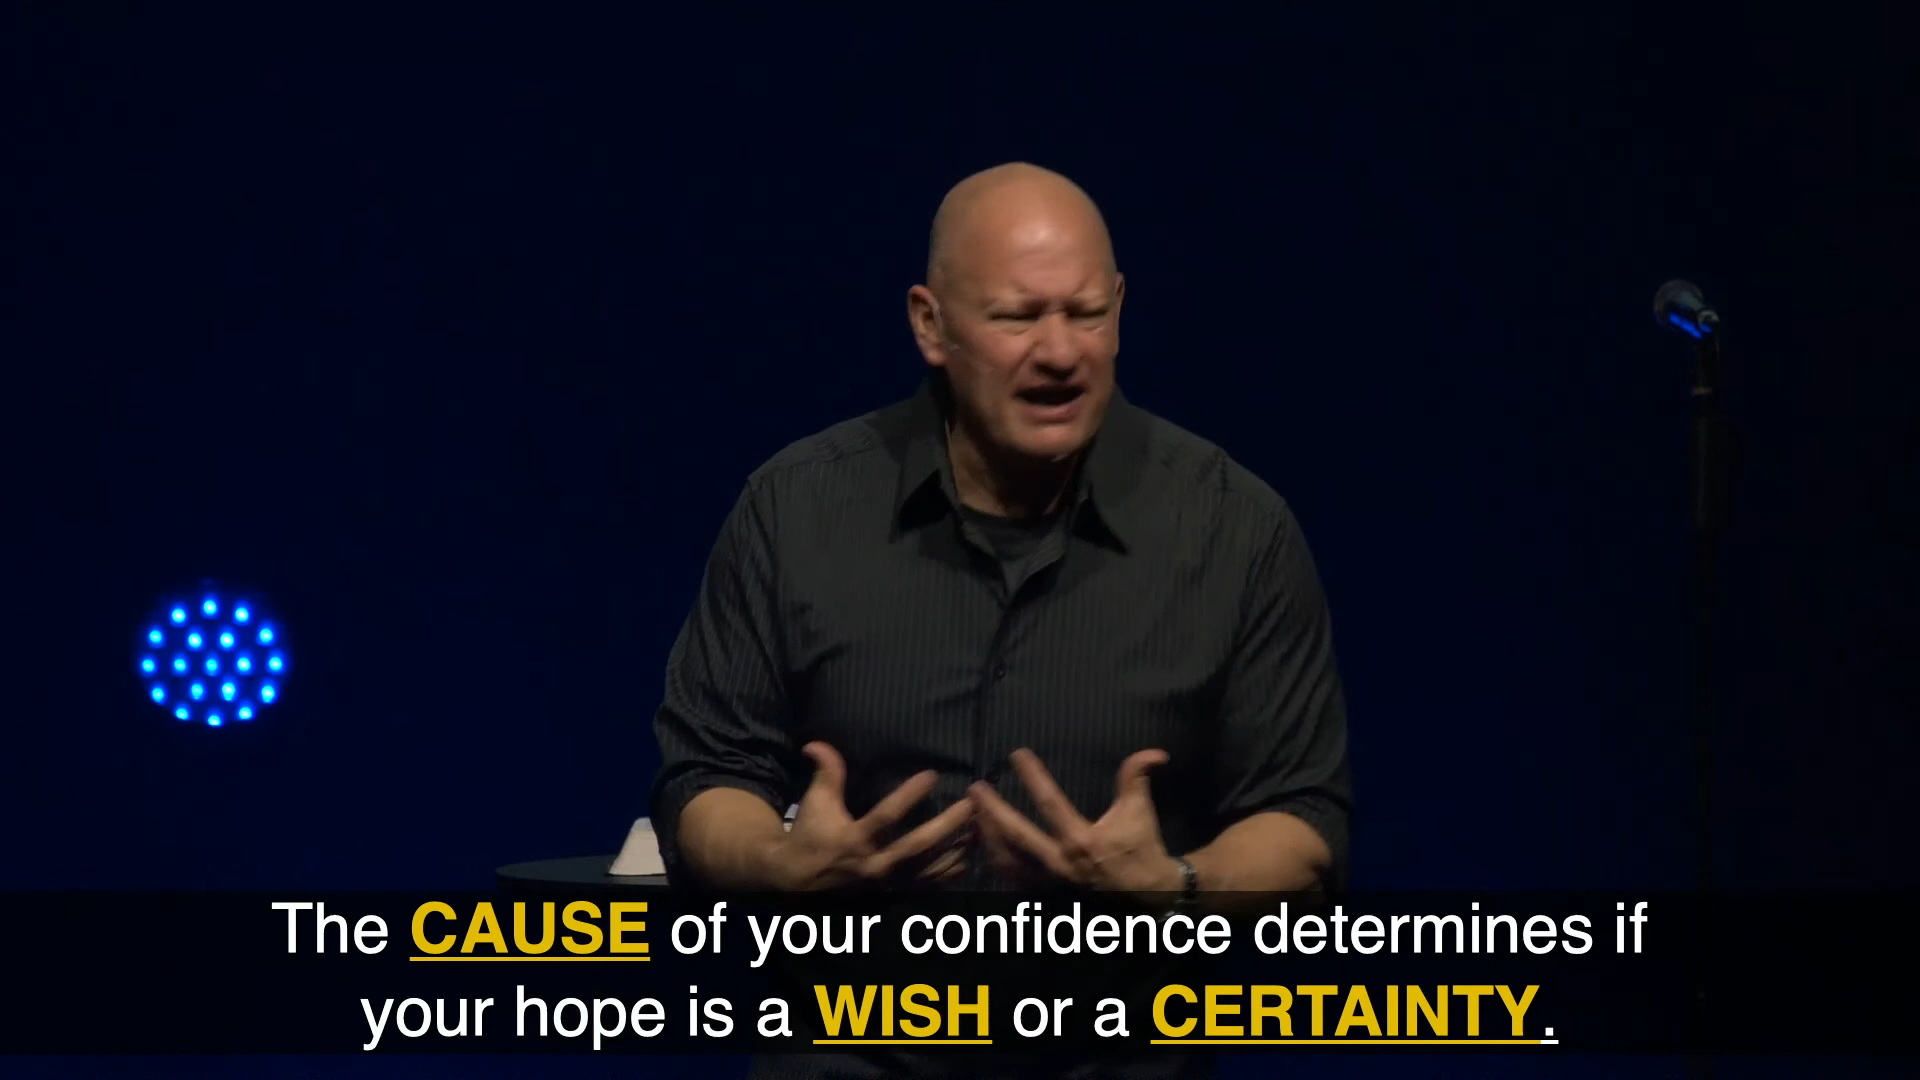 The CAUSE of your confidence determines if
your hope is a WISH or a CERTAINTY.